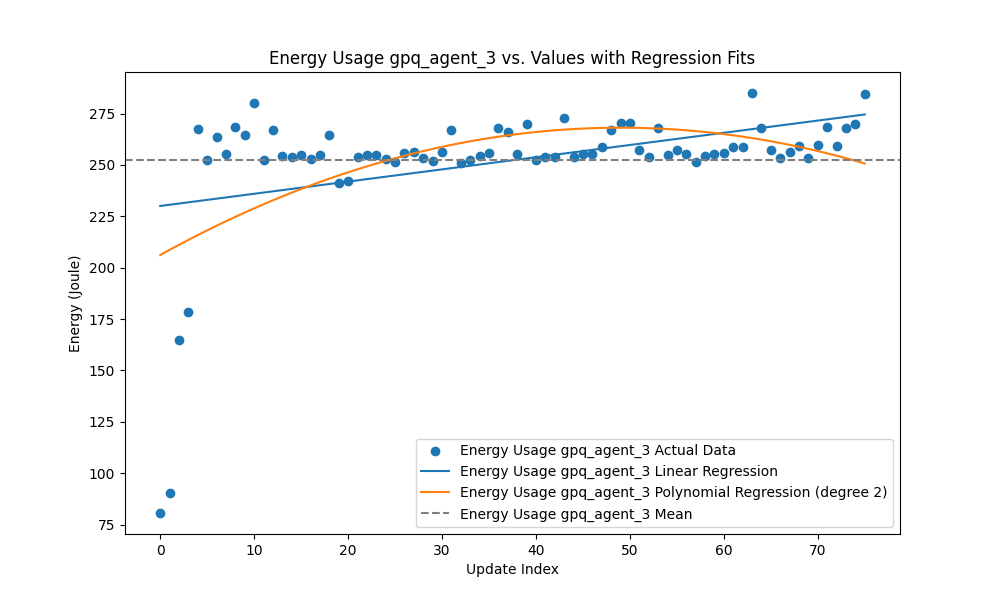 Energy Usage gpq_agent_3 vs. Values with Regression Fits
Energy (Joule)
275
250
225
200
175
150
125
100
75
Energy Usage gpq_agent_3 Actual Data
Energy Usage gpq_agent_3 Linear Regression
Energy Usage gpq_agent_3 Polynomial Regression (degree 2)
Energy Usage gpq_agent_3 Mean
0 10 20 30 40 50 60 70
Update Index